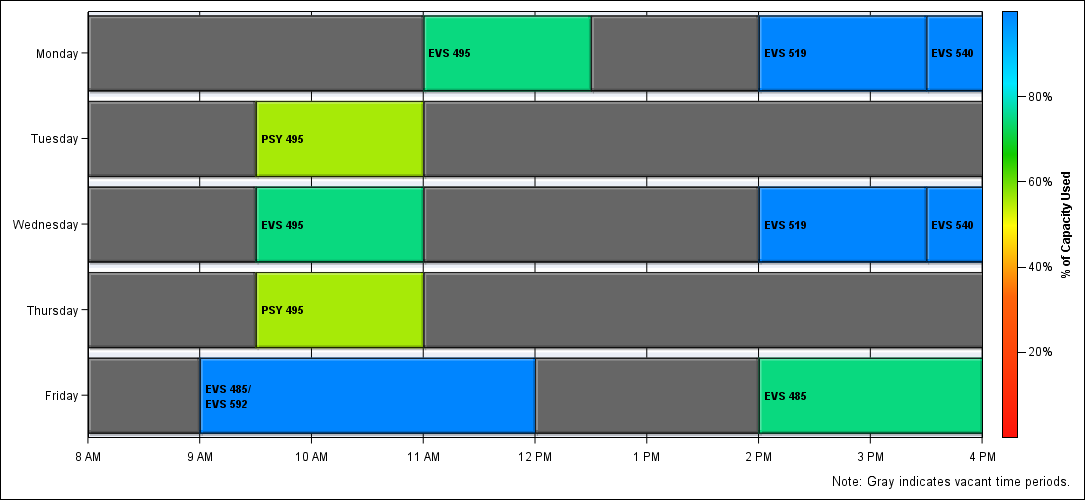 Monday
EVS 495
EVS 519
EVS 540
Tuesday
PSY 495
Wednesday
EVS 495
EVS 519
EVS 540
Thursday
PSY 495
Friday
EVS 485/
EVS 592
EVS 485
8 AM
9 AM
10 AM
11 AM
12 PM
1 PM
2 PM
3 PM
4 PM
80%
60%
40%
20%
% of Capacity Used
Note: Gray indicates vacant time periods.